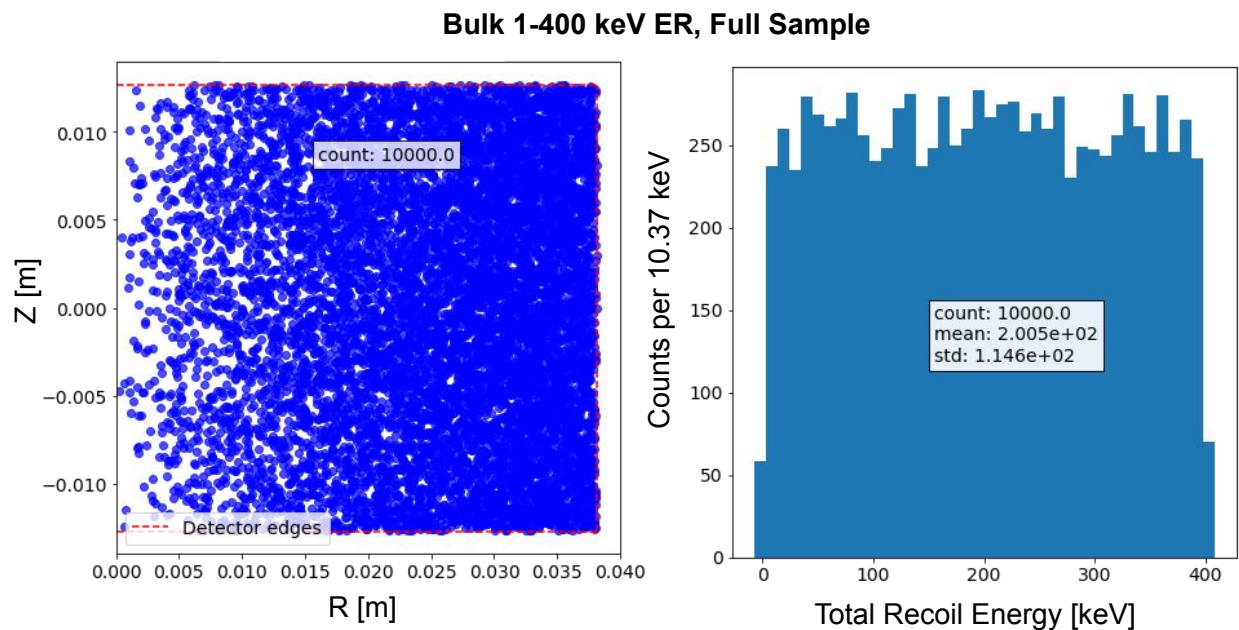 Bulk 1-400 keV ER, Full Sample
Z [m]
0.010
0.005
0.000
−0.005
−0.010
count: 10000.0
Detector edges
0.000 0.005 0.010 0.015 0.020 0.025 0.030 0.035 0.040
R [m]
Counts per 10.37 keV
250
200
150
100
50
0
count: 10000.0
mean: 2.005e+02
std: 1.146e+02
0 100 200 300 400
Total Recoil Energy [keV]